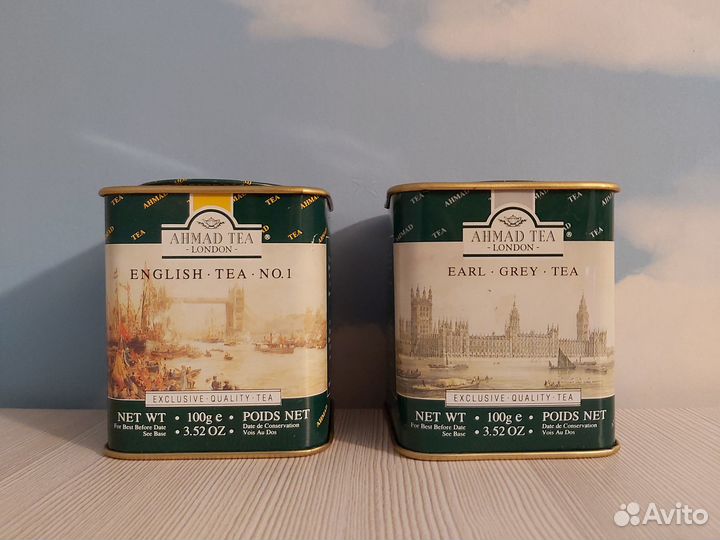 AHMAD TEA
- LONDON -
ENGLISH · TEA · NO.1
EXCLUSIVE · QUALITY · TEA
NET WT · 100g e · POIDS NET
For Best Before Date · 3.52 OZ · Date de Conservation
See Base Vois Au Dos
AHMAD TEA
- LONDON -
EARL · GREY · TEA
EXCLUSIVE · QUALITY · TEA
NET WT · 100g e · POIDS NET
For Best Before Date · 3.52 OZ · Date de Conservation
See Base Vois Au Dos
Avito